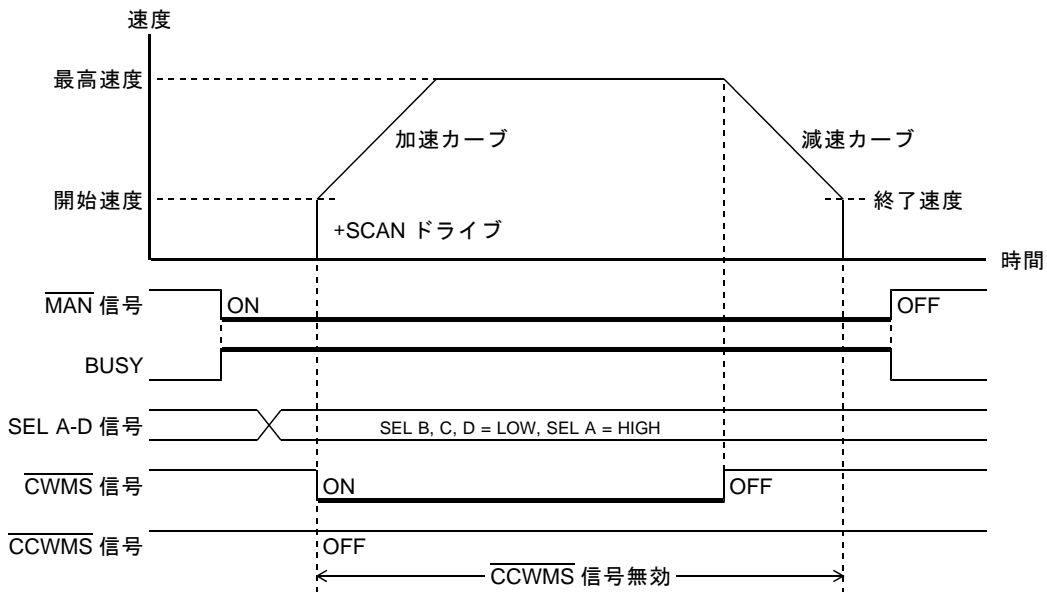 速度
最高速度
加速カーブ
減速カーブ
開始速度
終了速度
+SCAN ドライブ
時間
MAN 信号
ON
OFF
BUSY
SEL A-D 信号
SEL B, C, D = LOW, SEL A = HIGH
CWMS 信号
ON
OFF
CCWMS 信号
OFF
CCWMS 信号無効